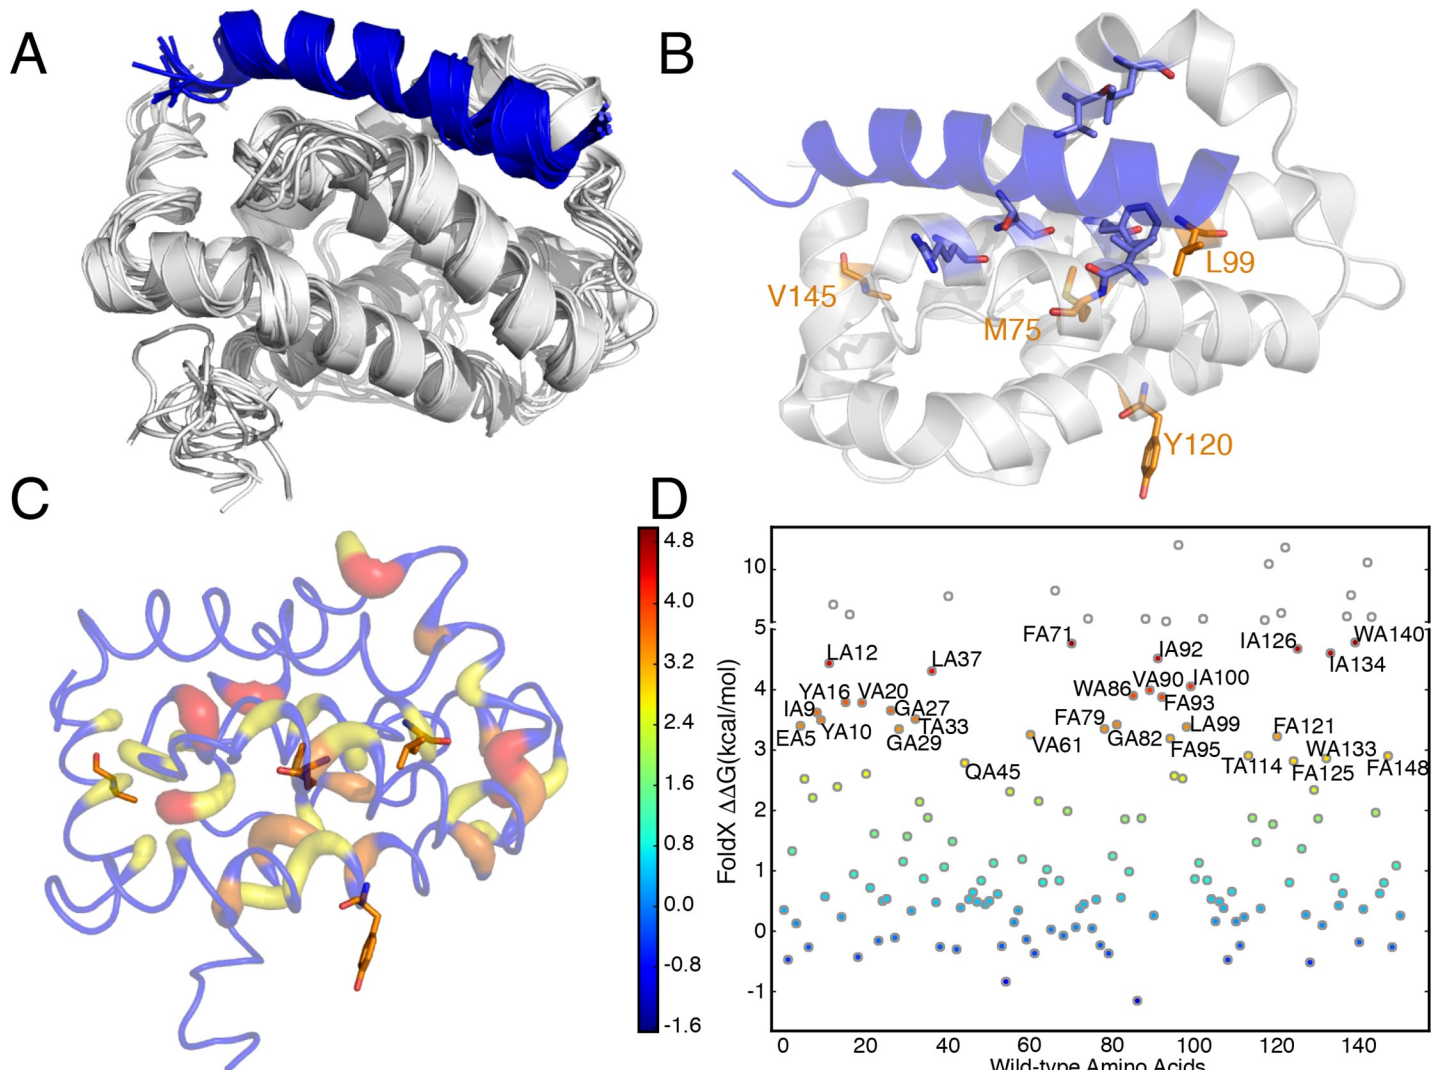 A
B
L99
V145
M75
Y120
C
D
4.8
4.0
3.2
2.4
1.6
0.8
0.0
-0.8
-1.6
FoldX ΔΔG(kcal/mol)
10
5
4
3
2
1
0
-1
FA71
IA126
WA140
LA12
LA37
IA92
IA134
YA16
VA20
WA86
VA90
IA100
IA9
GA27
FA93
EA5
YA10
TA33
FA79
LA99
FA121
GA29
VA61
GA82
FA95
WA133
QA45
TA114
FA125
FA148
0
20
40
60
80
100
120
140
Wild-type Amino Acids